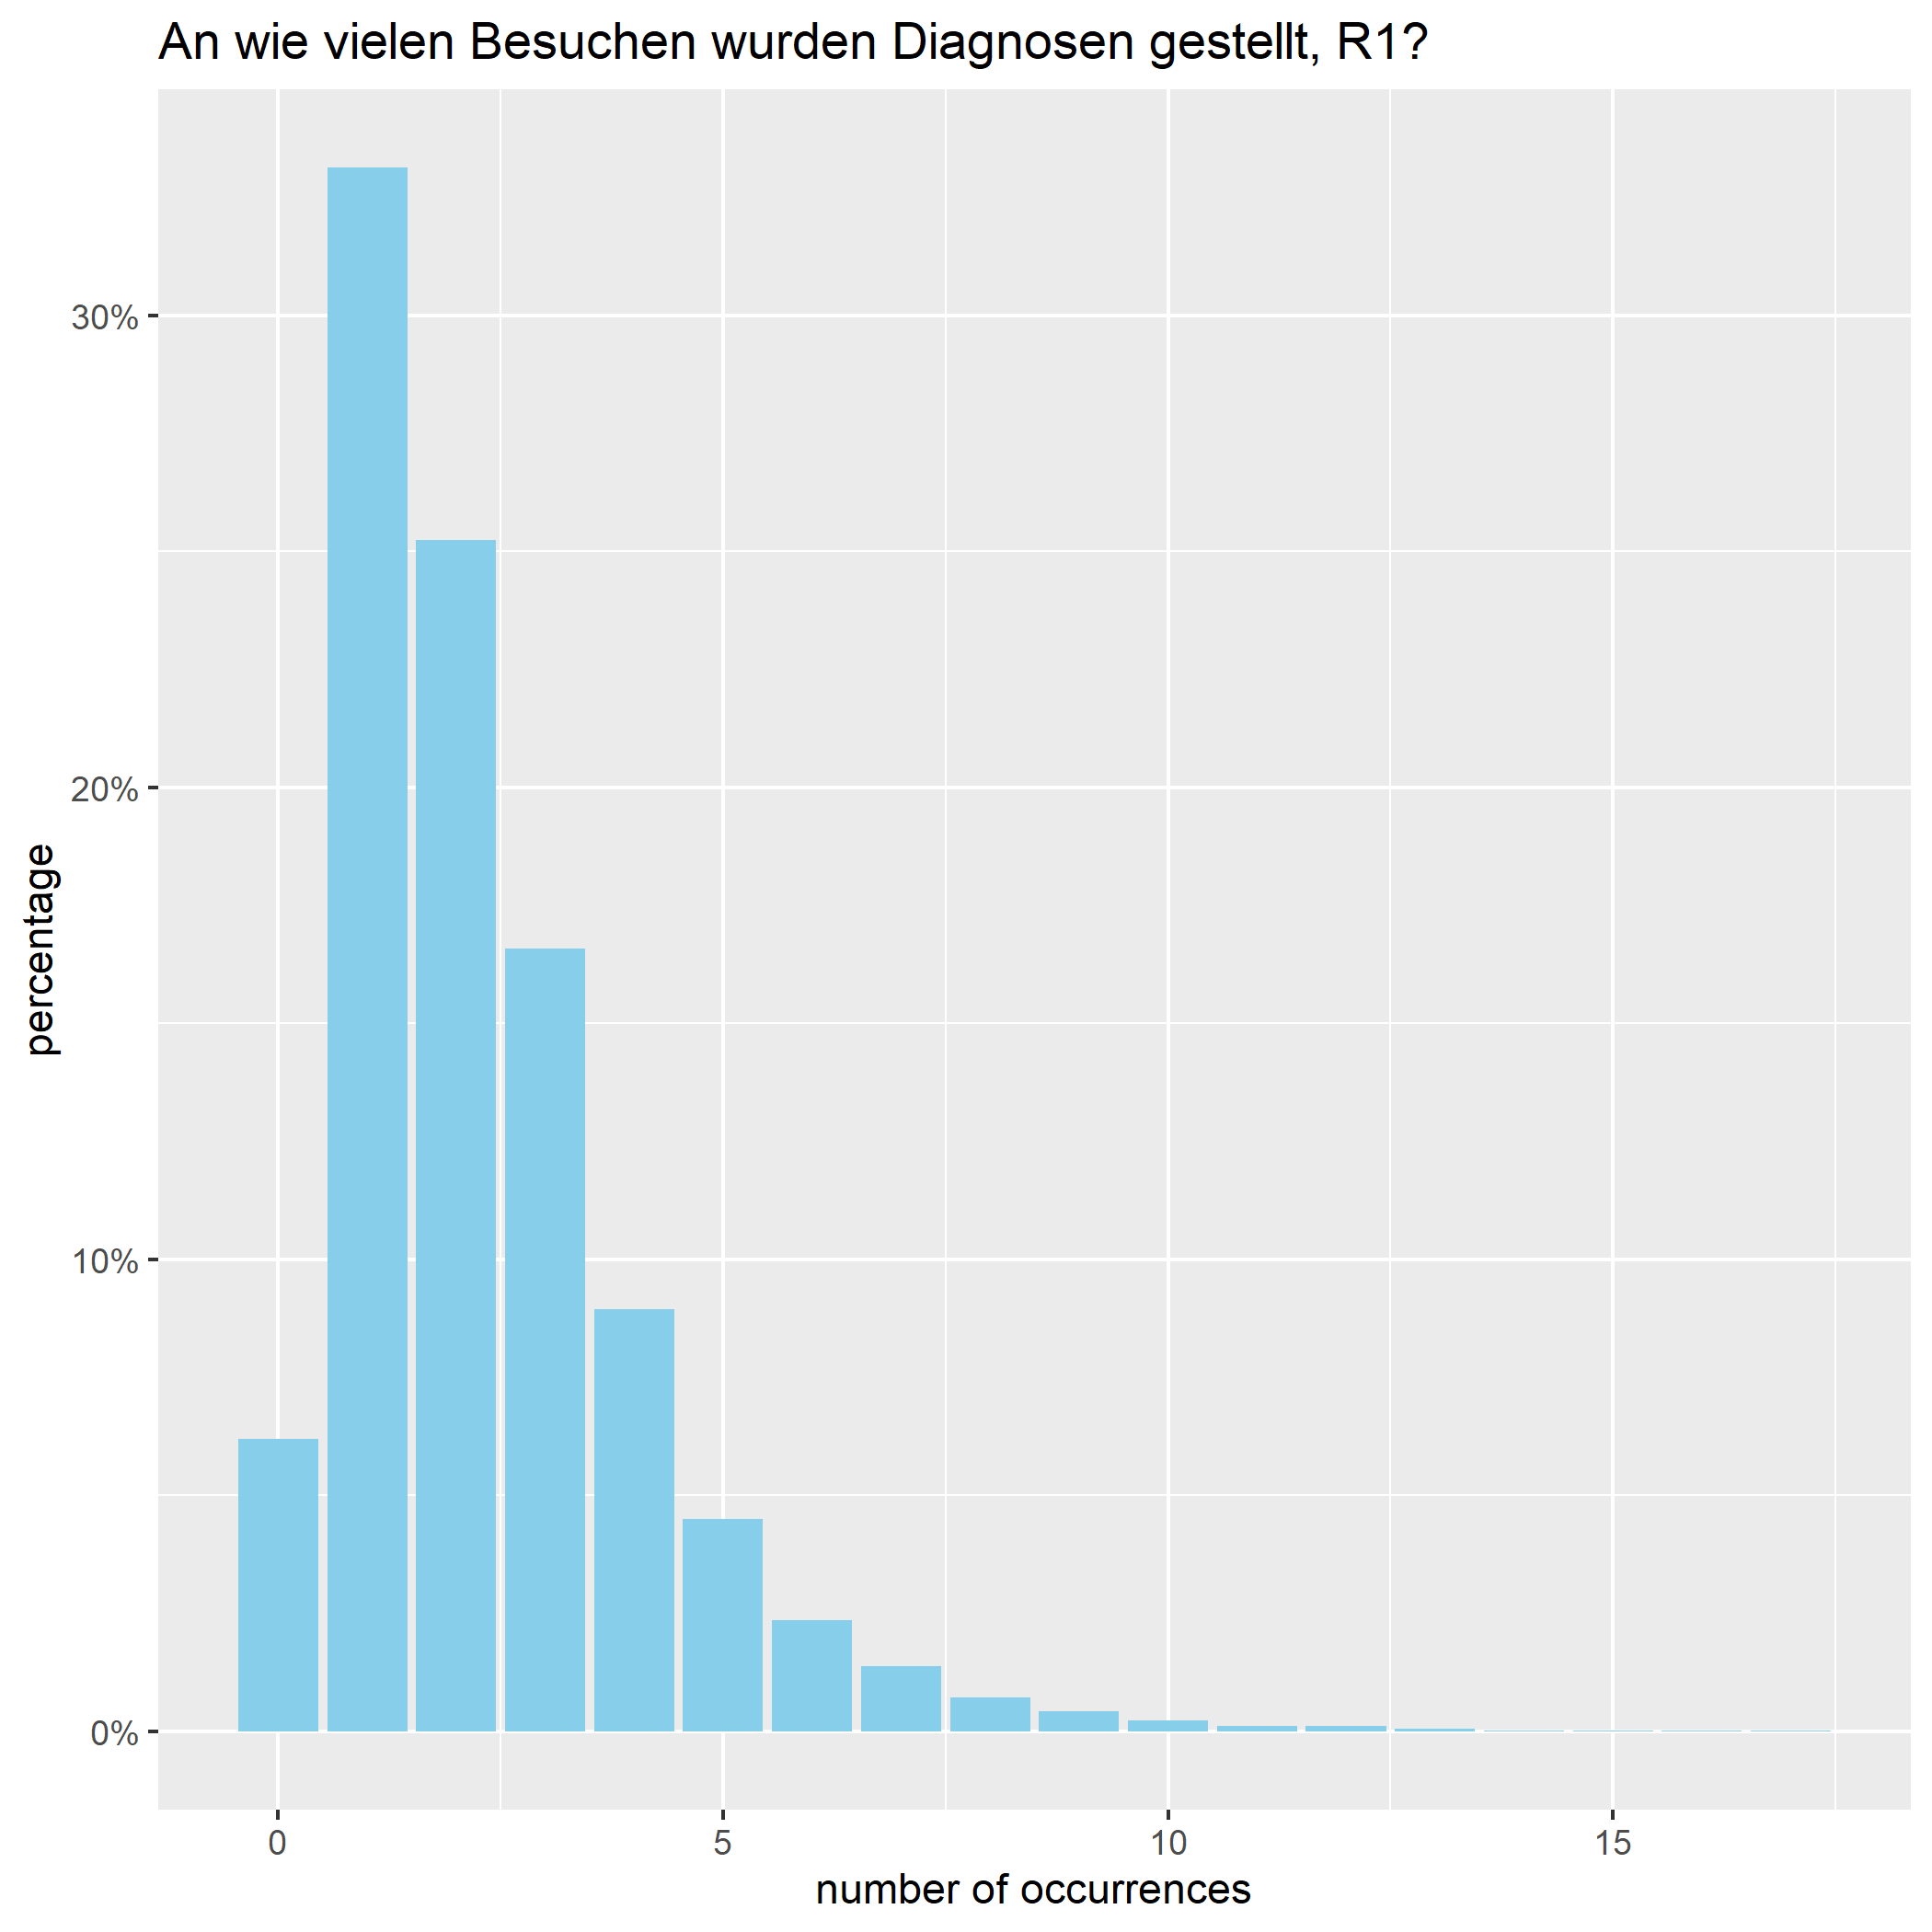 An wie vielen Besuchen wurden Diagnosen gestellt, R1?
percentage
30%
20%
10%
0%
0 5 10 15
number of occurrences